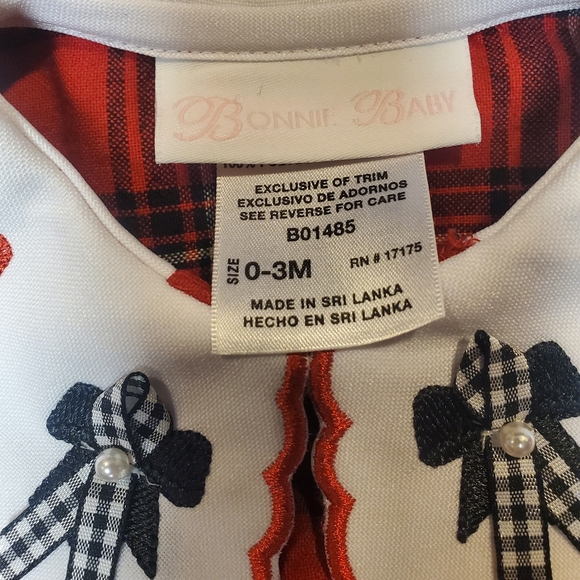 BONNIE BABY
EXCLUSIVE OF TRIM
EXCLUSIVO DE ADORNOS
SEE REVERSE FOR CARE
B01485
SIZE 0-3M RN # 17175
MADE IN SRI LANKA
HECHO EN SRI LANKA